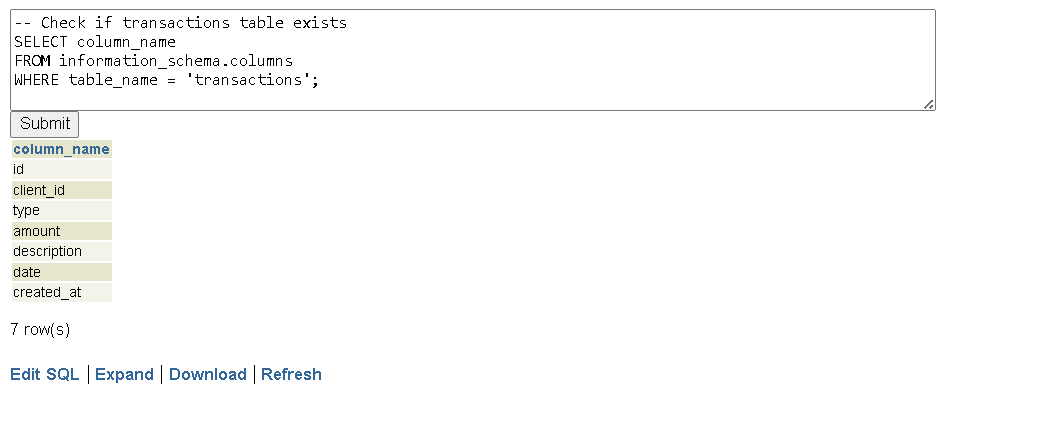 -- Check if transactions table exists
SELECT column_name
FROM information_schema.columns
WHERE table_name = 'transactions';
Submit
column_name
id
client_id
type
amount
description
date
created_at
7 row(s)
Edit SQL | Expand | Download | Refresh